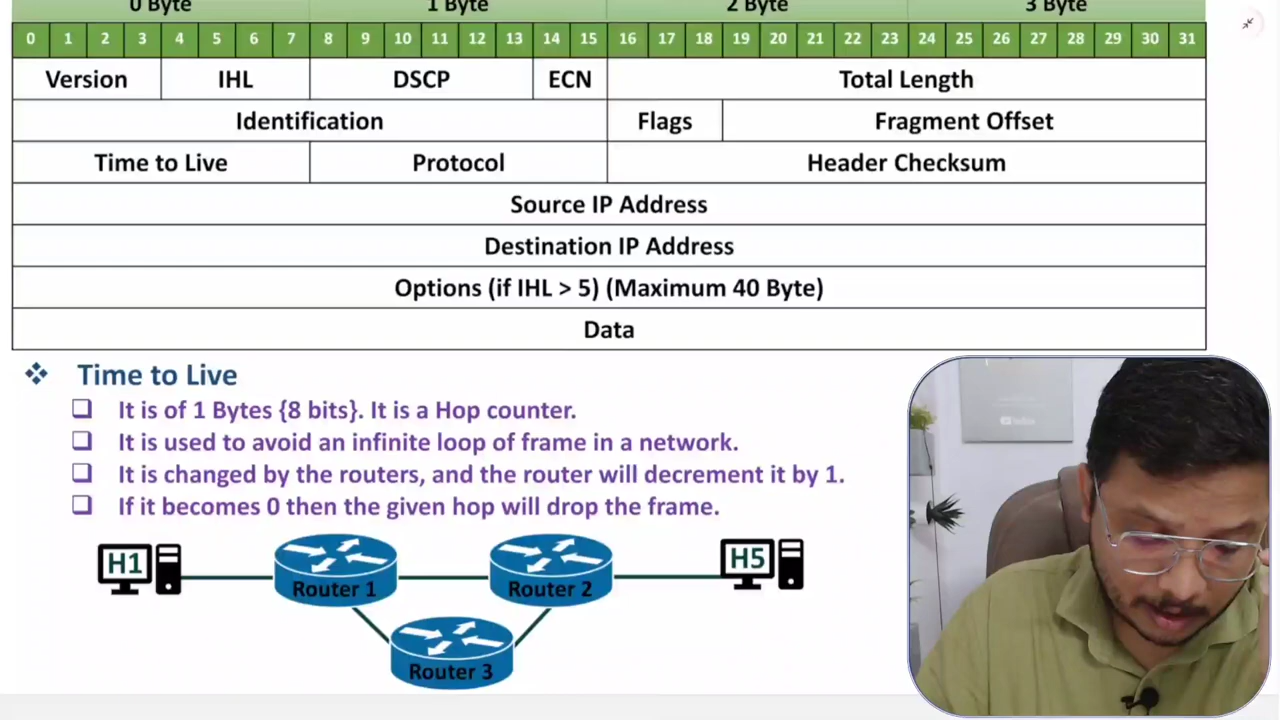 0 Byte 1 Byte 2 Byte 3 Byte
0 1 2 3 4 5 6 7 8 9 10 11 12 13 14 15 16 17 18 19 20 21 22 23 24 25 26 27 28 29 30 31
Version IHL DSCP ECN Total Length
Identification Flags Fragment Offset
Time to Live Protocol Header Checksum
Source IP Address
Destination IP Address
Options (if IHL > 5) (Maximum 40 Byte)
Data
Time to Live
It is of 1 Bytes {8 bits}. It is a Hop counter.
It is used to avoid an infinite loop of frame in a network.
It is changed by the routers, and the router will decrement it by 1.
If it becomes 0 then the given hop will drop the frame.
H1 Router 1 Router 2 H5
Router 3